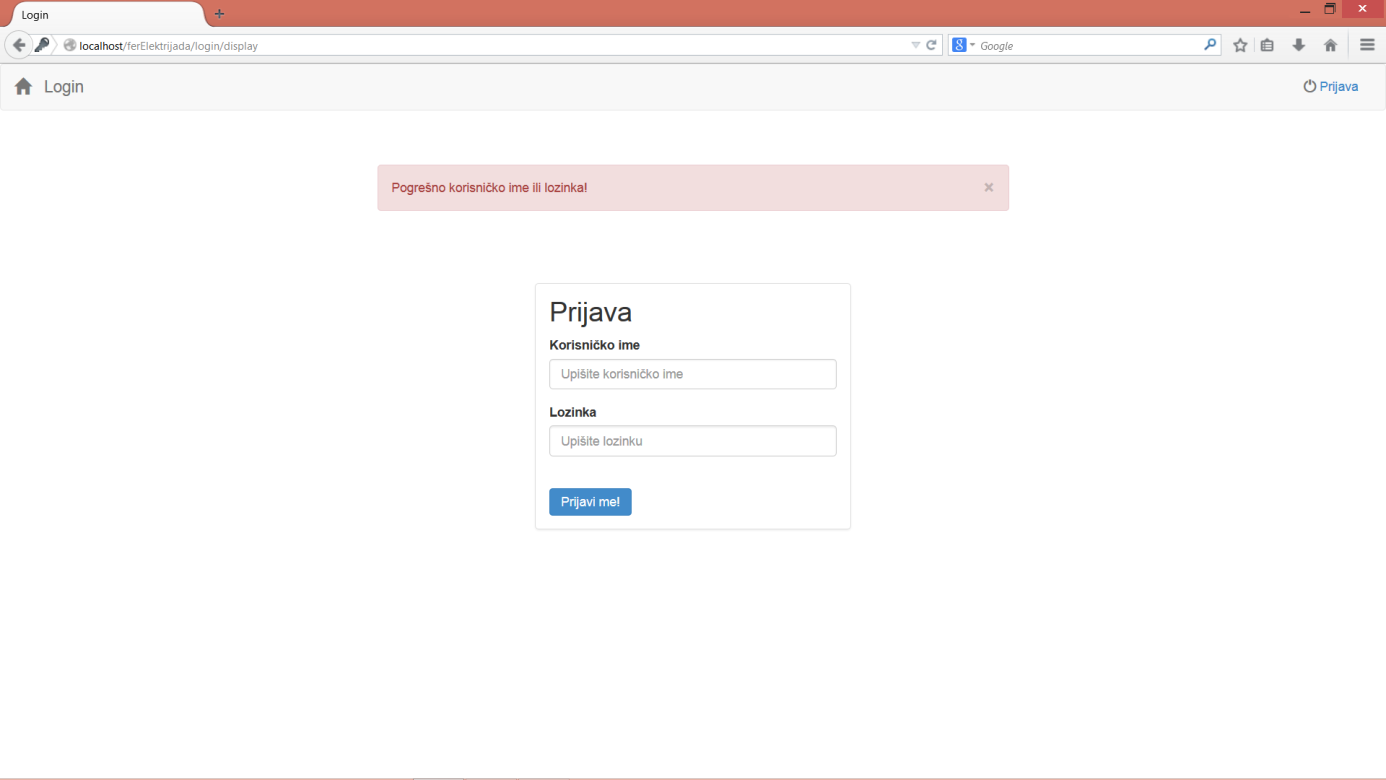 Login
localhost/ferElektrijada/login/display
Google
Login
Prijava
Pogrešno korisničko ime ili lozinka!
Prijava
Korisničko ime
Upišite korisničko ime
Lozinka
Upišite lozinku
Prijavi me!